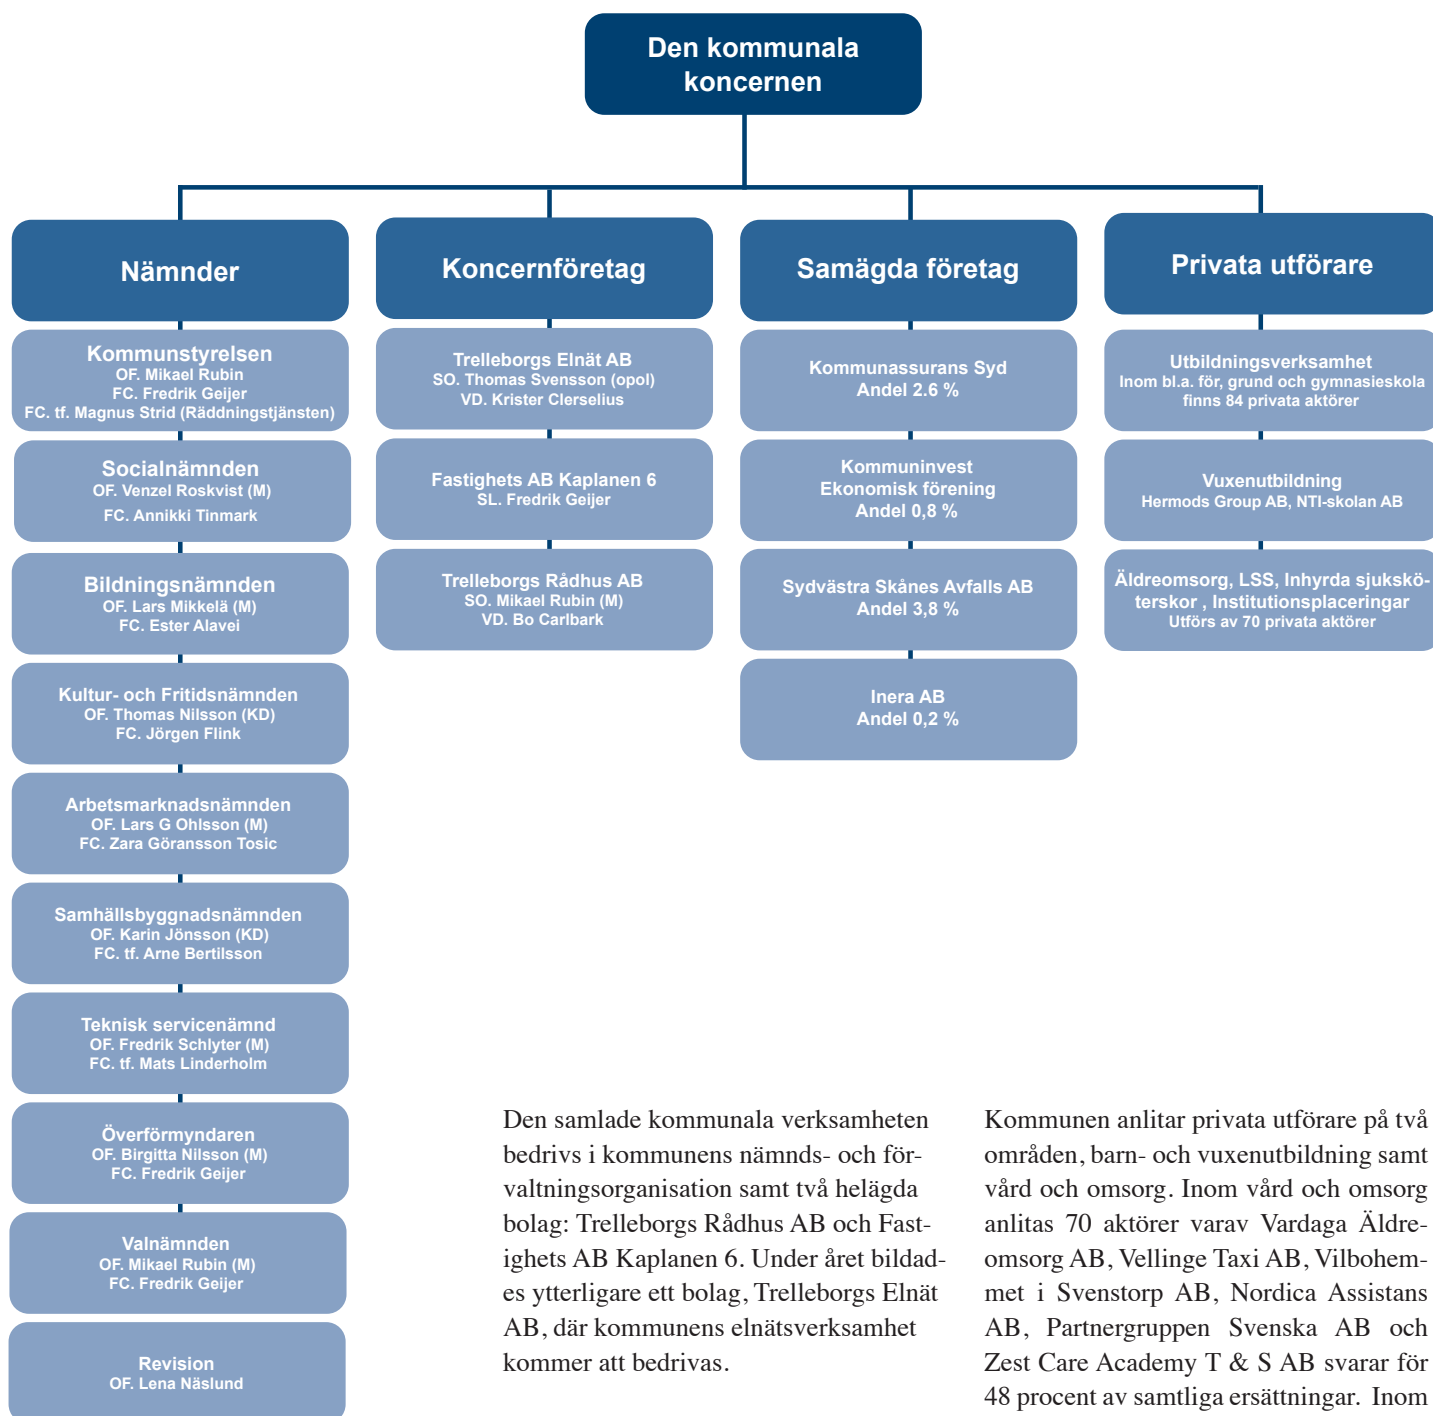 Den kommunala
koncernen
Nämnder
Kommunstyrelsen
OF. Mikael Rubin
FC. Fredrik Geijer
FC. tf. Magnus Strid (Räddningstjänsten)
Socialnämnden
OF. Venzel Roskvist (M)
FC. Annikki Tinmark
Bildningsnämnden
OF. Lars Mikkelä (M)
FC. Ester Alavei
Kultur- och Fritidsnämnden
OF. Thomas Nilsson (KD)
FC. Jörgen Flink
Arbetsmarknadsnämnden
OF. Lars G Ohlsson (M)
FC. Zara Göransson Tosic
Samhällsbyggnadsnämnden
OF. Karin Jönsson (KD)
FC. tf. Arne Bertilsson
Teknisk servicenämnd
OF. Fredrik Schlyter (M)
FC. tf. Mats Linderholm
Överförmyndaren
OF. Birgitta Nilsson (M)
FC. Fredrik Geijer
Valnämnden
OF. Mikael Rubin (M)
FC. Fredrik Geijer
Revision
OF. Lena Näslund
Koncernföretag
Trelleborgs Elnät AB
SO. Thomas Svensson (opol)
VD. Krister Clerselius
Fastighets AB Kaplanen 6
SL. Fredrik Geijer
Trelleborgs Rådhus AB
SO. Mikael Rubin (M)
VD. Bo Carlbark
Samägda företag
Kommunassurans Syd
Andel 2.6 %
Kommuninvest
Ekonomisk förening
Andel 0,8 %
Sydvästra Skånes Avfalls AB
Andel 3,8 %
Inera AB
Andel 0,2 %
Privata utförare
Utbildningsverksamhet
Inom bl.a. för, grund och gymnasieskola
finns 84 privata aktörer
Vuxenutbildning
Hermods Group AB, NTI-skolan AB
Äldreomsorg, LSS, Inhyrda sjukskö-
terskor , Institutionsplaceringar
Utförs av 70 privata aktörer
Den samlade kommunala verksamheten
bedrivs i kommunens nämnds- och för-
valtningsorganisation samt två helägda
bolag: Trelleborgs Rådhus AB och Fast-
ighets AB Kaplanen 6. Under året bildad-
es ytterligare ett bolag, Trelleborgs Elnät
AB, där kommunens elnätsverksamhet
kommer att bedrivas.
Kommunen anlitar privata utförare på två
områden, barn- och vuxenutbildning samt
vård och omsorg. Inom vård och omsorg
anlitas 70 aktörer varav Vardaga Äldre-
omsorg AB, Vellinge Taxi AB, Vilbohem-
met i Svenstorp AB, Nordica Assistans
AB, Partnergruppen Svenska AB och
Zest Care Academy T & S AB svarar för
48 procent av samtliga ersättningar. Inom